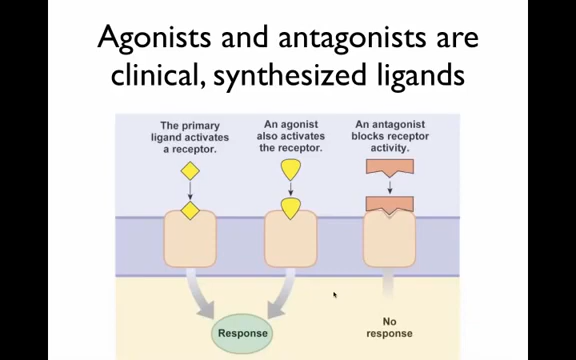 Agonists and antagonists are
clinical, synthesized ligands
The primary
ligand activates
a receptor.
An agonist
also activates
the receptor.
An antagonist
blocks receptor
activity.
Response
No
response